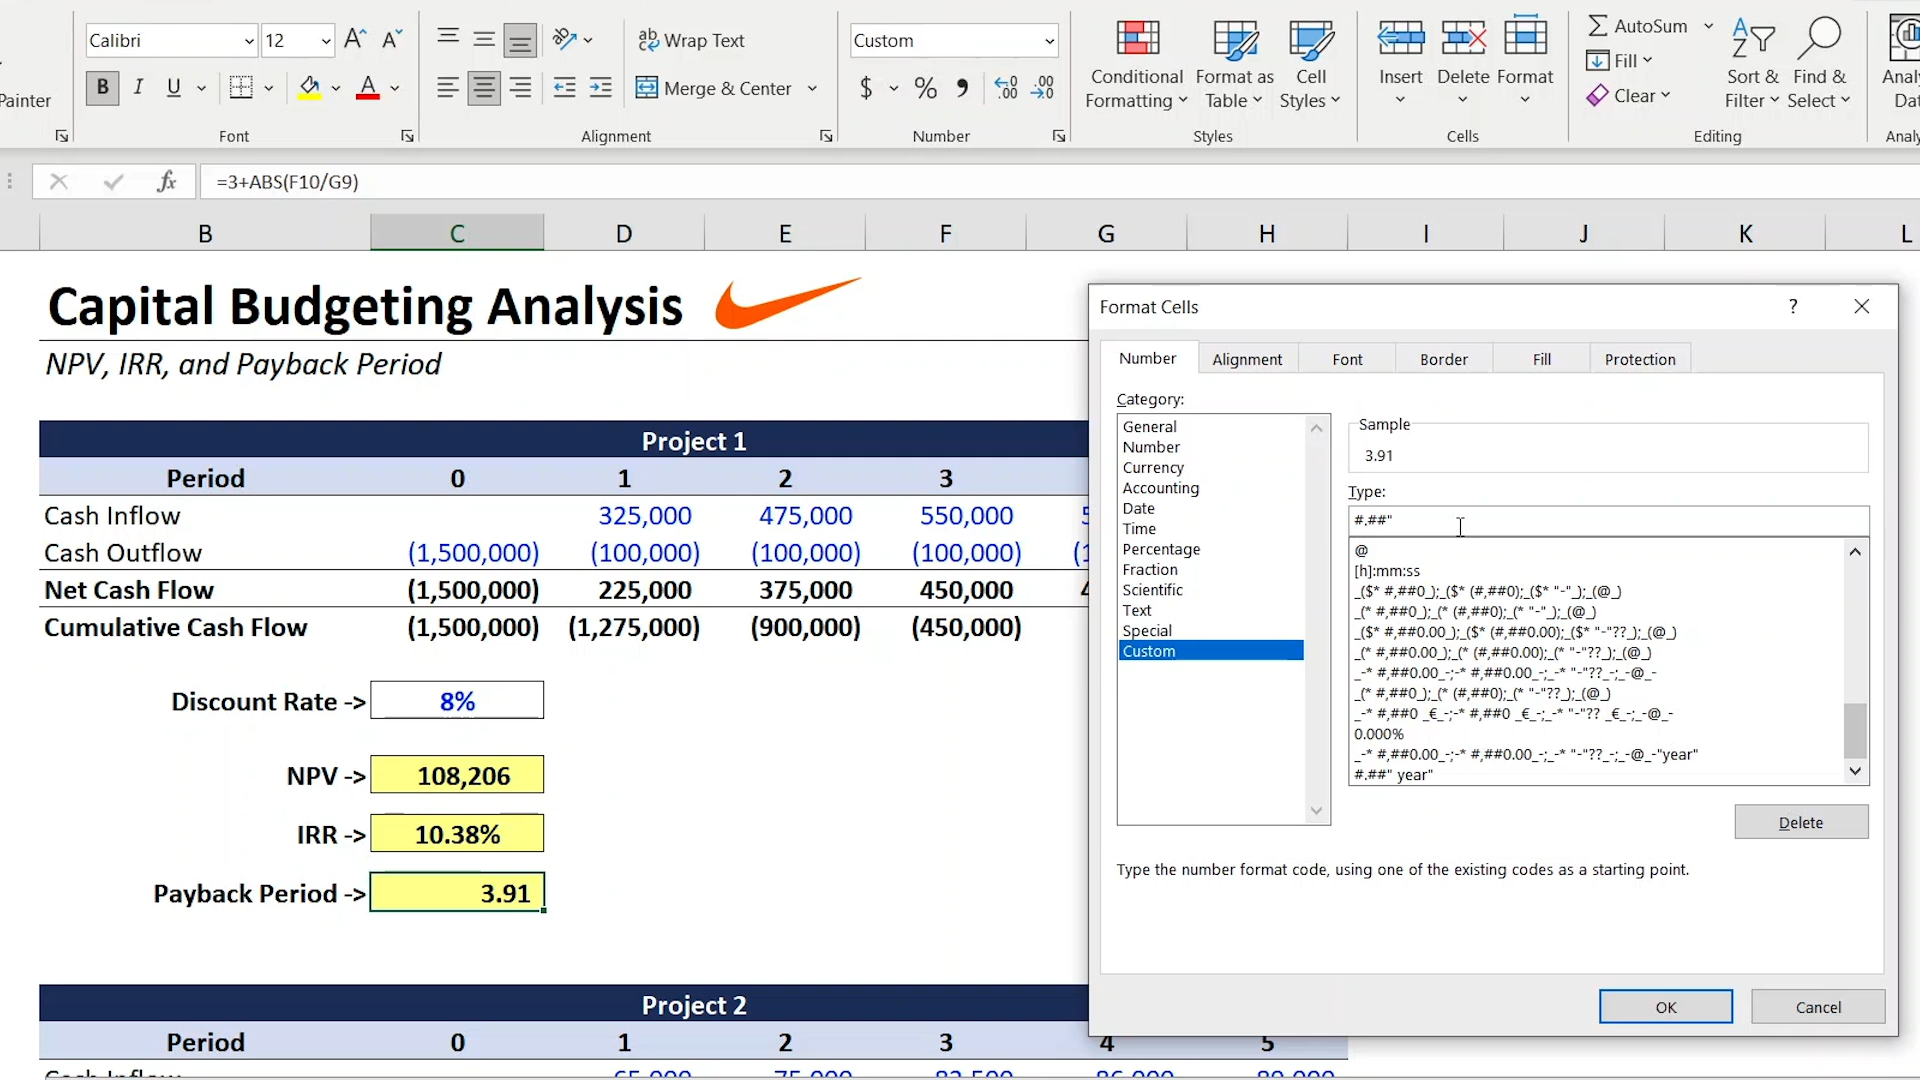 Calibri 12 Wrap Text Custom AutoSum
Painter B I U Merge & Center $ % , Conditional Formatting Format as Table Cell Styles Insert Delete Format Fill Clear Sort & Filter Find & Select
Font Alignment Number Styles Cells Editing
fx =3+ABS(F10/G9)
B C D E F G H I J K L
Capital Budgeting Analysis
NPV, IRR, and Payback Period
Project 1
Period 0 1 2 3
Cash Inflow 325,000 475,000 550,000
Cash Outflow (1,500,000) (100,000) (100,000) (100,000)
Net Cash Flow (1,500,000) 225,000 375,000 450,000
Cumulative Cash Flow (1,500,000) (1,275,000) (900,000) (450,000)
Discount Rate -> 8%
NPV -> 108,206
IRR -> 10.38%
Payback Period -> 3.91
Project 2
Period 0 1 2 3 4 5
Format Cells ?
Number Alignment Font Border Fill Protection
Category:
General
Number
Currency
Accounting
Date
Time
Percentage
Fraction
Scientific
Text
Special
Custom
Sample
3.91
Type:
#.##"
@
[h]:mm:ss
_($* #,##0_);_($* (#,##0);_($* "-"_);_(@_)
_(* #,##0_);_(* (#,##0);_(* "-"_);_(@_)
_($* #,##0.00_);_($* (#,##0.00);_($* "-"??_);_(@_)
_(* #,##0.00_);_(* (#,##0.00);_(* "-"??_);_(@_)
_-* #,##0.00_-;-* #,##0.00_-;_-* "-"??_-;_-@_-
_(* #,##0_);_(* (#,##0);_(* "-"??_);_(@_)
_-* #,##0 _€_-;-* #,##0 _€_-;_-* "-"?? _€_-;_-@_-
0.000%
_-* #,##0.00_-;-* #,##0.00_-;_-* "-"??_-;_-@_-"year"
#.##" year"
Delete
Type the number format code, using one of the existing codes as a starting point.
OK Cancel